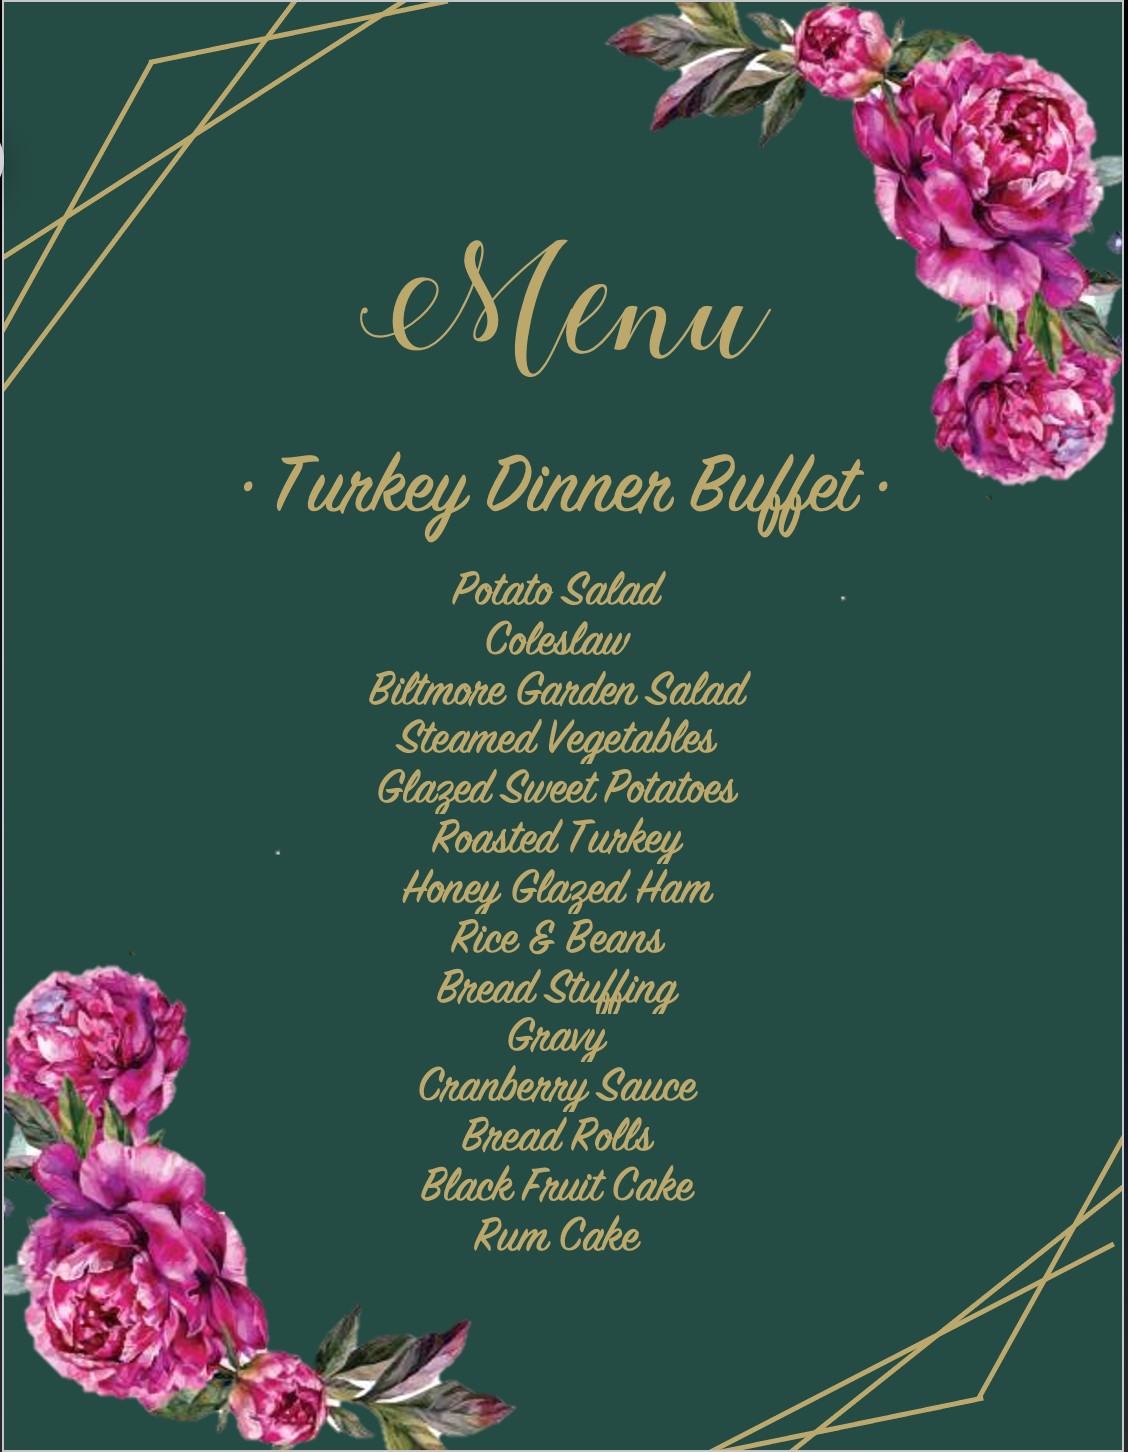 Menu
· Turkey Dinner Buffet ·
Potato Salad
Coleslaw
Biltmore Garden Salad
Steamed Vegetables
Glazed Sweet Potatoes
Roasted Turkey
Honey Glazed Ham
Rice & Beans
Bread Stuffing
Gravy
Cranberry Sauce
Bread Rolls
Black Fruit Cake
Rum Cake